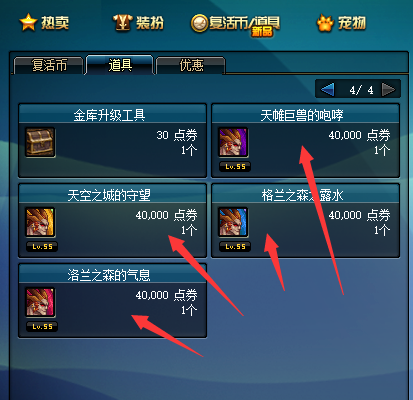 热卖
装扮
复活币/道具
新品
宠物
复活币
道具
优惠
4/ 4
金库升级工具
30 点券
1个
天帷巨兽的咆哮
40,000 点券
1个
Lv.55
天空之城的守望
40,000 点券
1个
Lv.55
格兰之森之露水
40,000 点券
1个
Lv.55
洛兰之森的气息
40,000 点券
1个
Lv.55